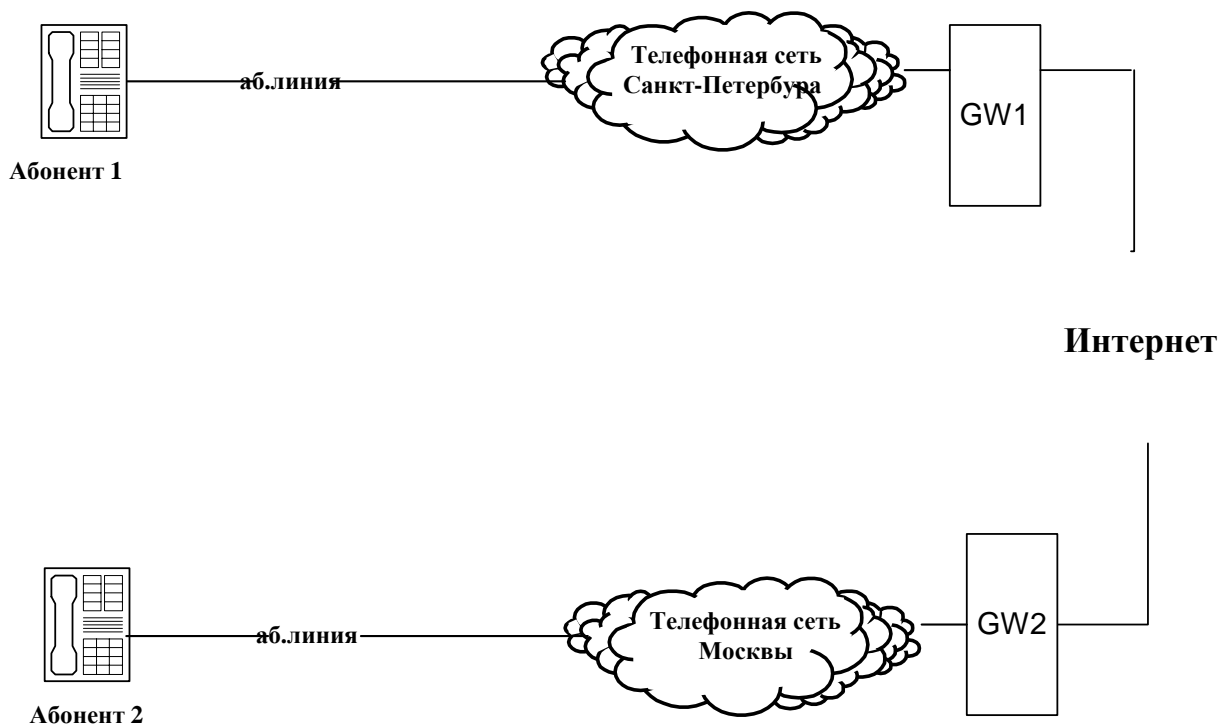 Телефонная сеть
Санкт-Петербура
аб.линия
GW1
Абонент 1
Интернет
Телефонная сеть
Москвы
аб.линия
GW2
Абонент 2